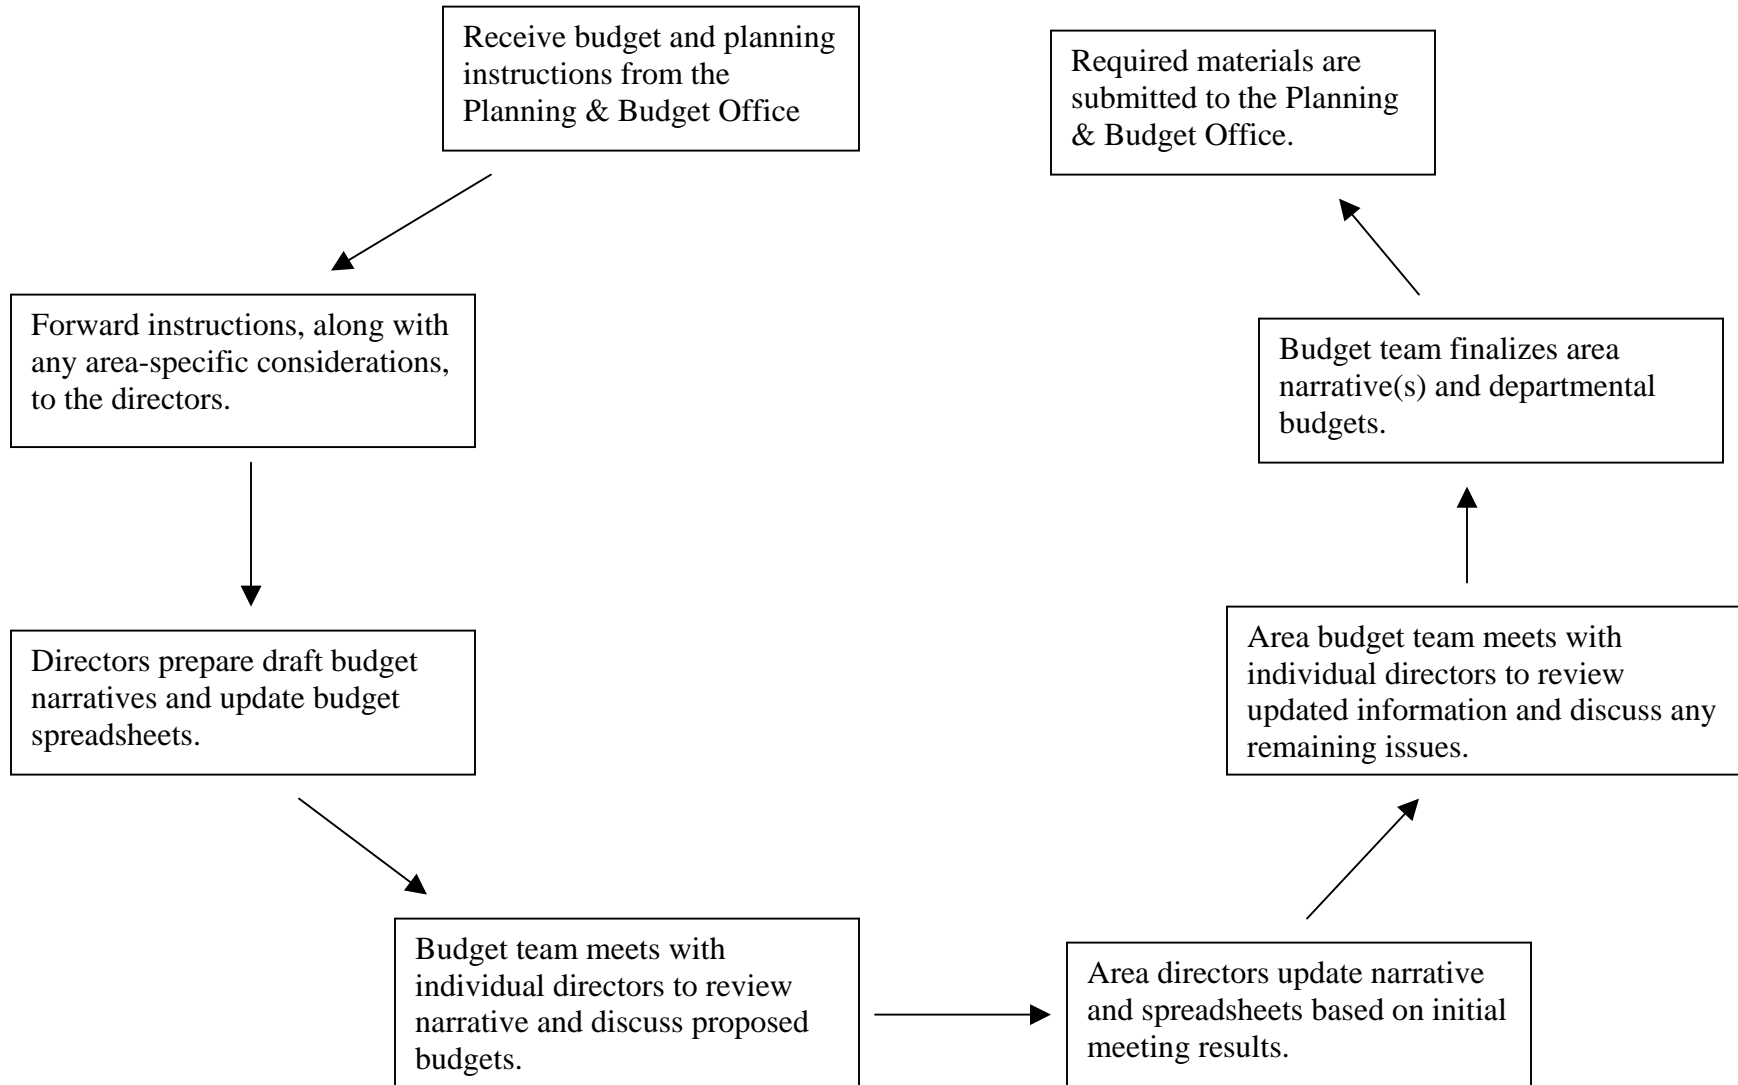 Receive budget and planning
instructions from the
Planning & Budget Office
Forward instructions, along with
any area-specific considerations,
to the directors.
Directors prepare draft budget
narratives and update budget
spreadsheets.
Budget team meets with
individual directors to review
narrative and discuss proposed
budgets.
Area directors update narrative
and spreadsheets based on initial
meeting results.
Area budget team meets with
individual directors to review
updated information and discuss any
remaining issues.
Budget team finalizes area
narrative(s) and departmental
budgets.
Required materials are
submitted to the Planning
& Budget Office.